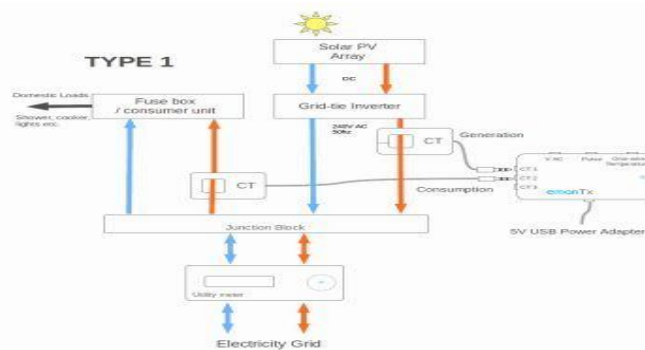 TYPE 1
Solar PV
Array
DC
Domestic Loads
Shower, cooker,
lights etc.
Fuse box
/ consumer unit
Grid-tie Inverter
240V AC
50hz
CT
Generation
CT
Consumption
V AC
Pulse
CT 1
CT 2
CT 3
emonTx
5V USB Power Adapter
Junction Block
Utility meter
Electricity Grid